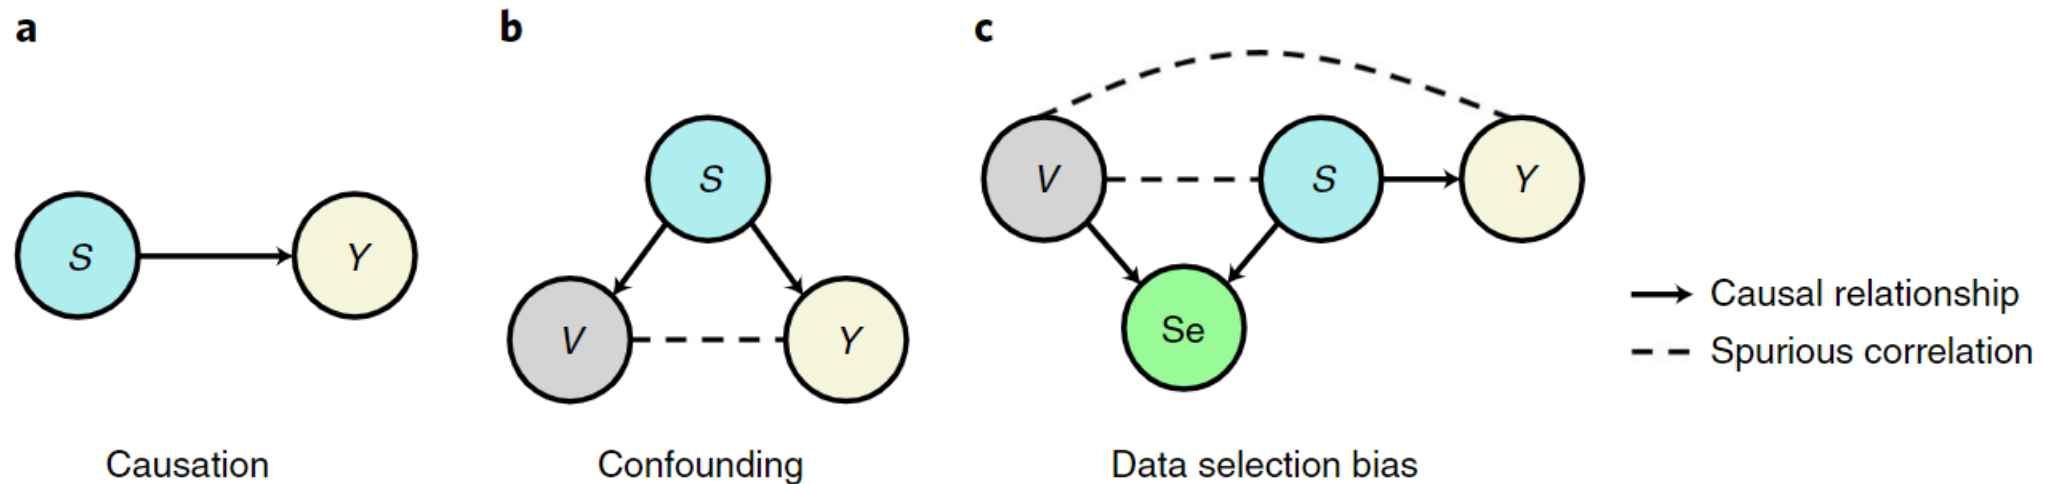 a
b
c
S
Y
S
V
Y
V
S
Y
Se
Causal relationship
Spurious correlation
Causation
Confounding
Data selection bias